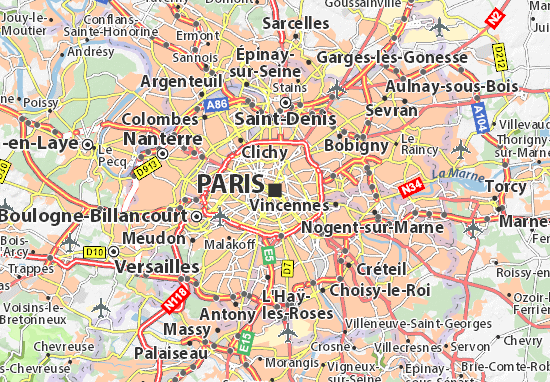 Jouy-le-
Moutier
Conflans-
Sainte-Honorine
Sarcelles
Goussainville
N2
Mar
Jui
Ermont
Épinay-
sur-Seine
Garges-lès-Gonesse
D212
Andrésy
Sannois
Argenteuil
Stains
Aulnay-sous-Bois
Poissy
A86
Sevran
A104
Colombes
Saint-Denis
Villevaud
Nanterre
Clichy
Bobigny
Le
Raincy
Thorigny-
sur-Marne
-en-Laye
Le
Pecq
D913
La Marne
PARIS
N34
Torcy
Vincennes
Boulogne-Billancourt
Nogent-sur-Marne
Marne-
Bois-
d'Arcy
D10
Meudon
Malakoff
Trappes
Versailles
E5
D7
Créteil
Roissy-en
N118
L'Haÿ-
les-Roses
Choisy-le-Roi
Voisins-le-
Bretonneux
Antony
Ozoir-
Ferrièr
Massy
E15
Villeneuve-Saint-Georges
Chevreuse
Palaiseau
Crosne
Villecresnes
Servon
Chevry
Morangis
Vigneux-
Brie-Comte-Rol